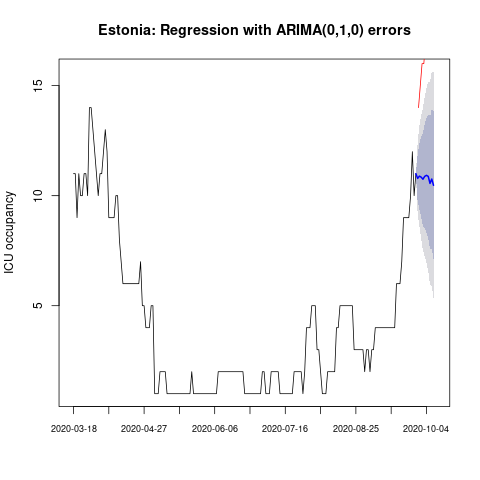 Estonia: Regression with ARIMA(0,1,0) errors
ICU occupancy
15
10
5
2020-03-18 2020-04-27 2020-06-06 2020-07-16 2020-08-25 2020-10-04